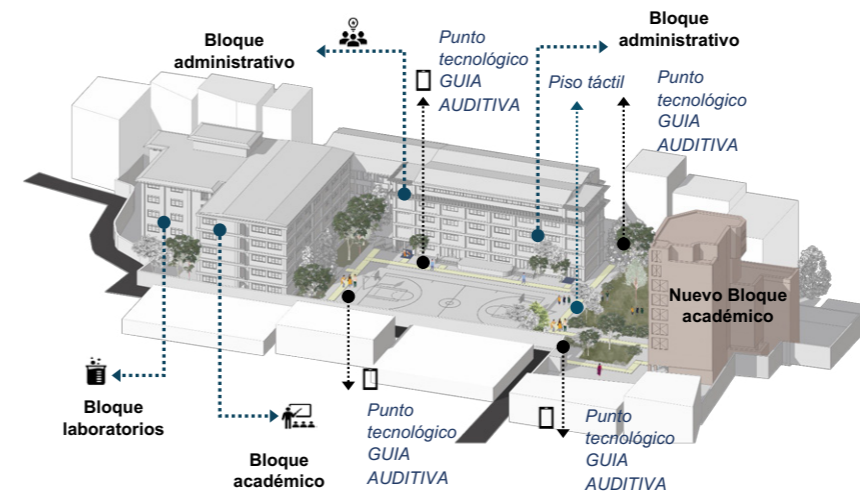 Bloque
administrativo
Punto
tecnológico
GUIA
AUDITIVA
Bloque
administrativo
Piso táctil
Punto
tecnológico
GUIA
AUDITIVA
Nuevo Bloque
académico
Bloque
laboratorios
Bloque
académico
Punto
tecnológico
GUIA
AUDITIVA
Punto
tecnológico
GUIA
AUDITIVA